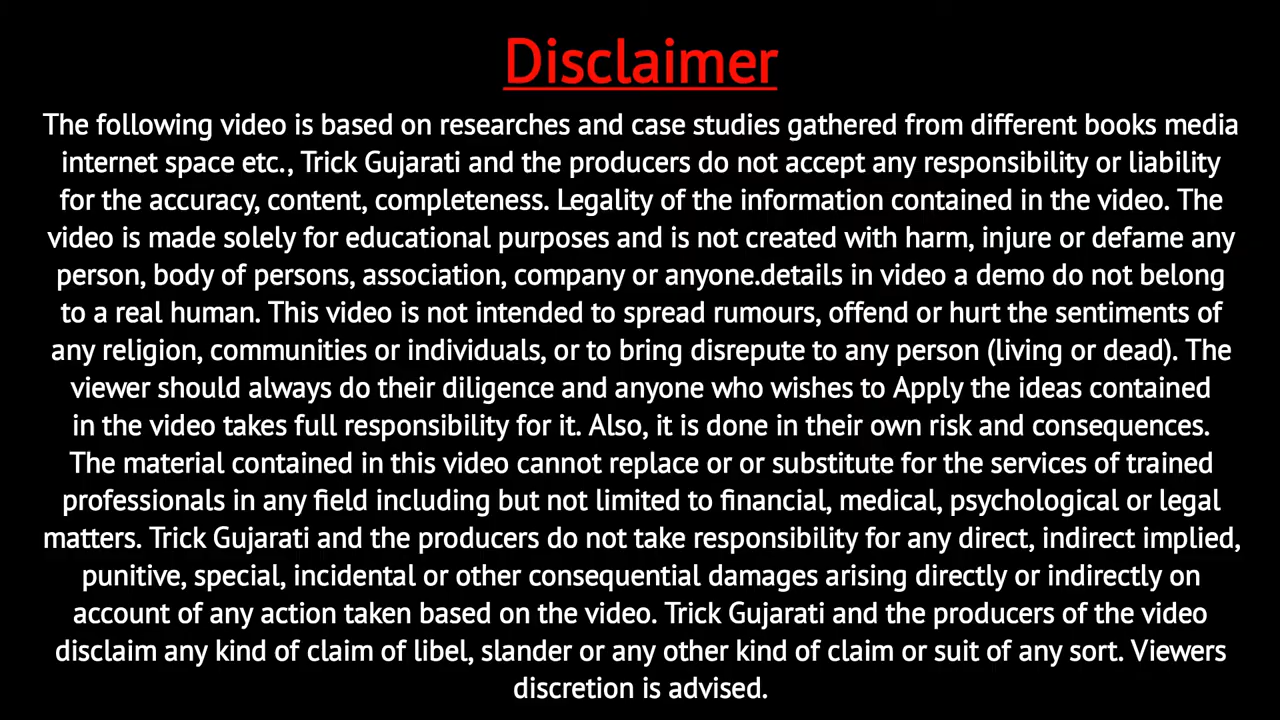 Disclaimer
The following video is based on researches and case studies gathered from different books media
internet space etc., Trick Gujarati and the producers do not accept any responsibility or liability
for the accuracy, content, completeness. Legality of the information contained in the video. The
video is made solely for educational purposes and is not created with harm, injure or defame any
person, body of persons, association, company or anyone.details in video a demo do not belong
to a real human. This video is not intended to spread rumours, offend or hurt the sentiments of
any religion, communities or individuals, or to bring disrepute to any person (living or dead). The
viewer should always do their diligence and anyone who wishes to Apply the ideas contained
in the video takes full responsibility for it. Also, it is done in their own risk and consequences.
The material contained in this video cannot replace or or substitute for the services of trained
professionals in any field including but not limited to financial, medical, psychological or legal
matters. Trick Gujarati and the producers do not take responsibility for any direct, indirect implied,
punitive, special, incidental or other consequential damages arising directly or indirectly on
account of any action taken based on the video. Trick Gujarati and the producers of the video
disclaim any kind of claim of libel, slander or any other kind of claim or suit of any sort. Viewers
discretion is advised.